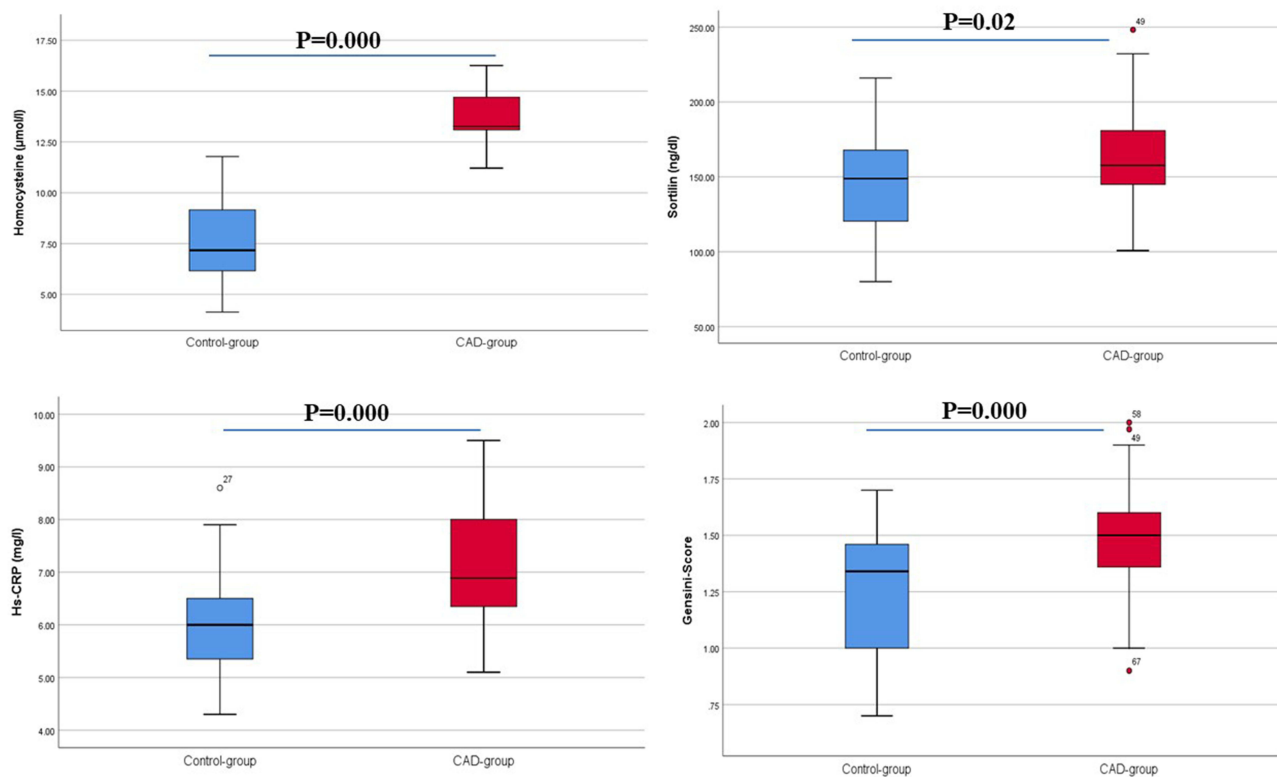 P=0.000
17.50
15.00
12.50
10.00
7.50
5.00
Homocysteine (μmol/l)
Control-group
CAD-group
P=0.02
250.00
200.00
150.00
100.00
50.00
Sortilin (ng/dl)
49
Control-group
CAD-group
P=0.000
10.00
9.00
8.00
7.00
6.00
5.00
4.00
Hs-CRP (mg/l)
27
Control-group
CAD-group
P=0.000
2.00
1.75
1.50
1.25
1.00
.75
Gensini-Score
58
49
67
Control-group
CAD-group